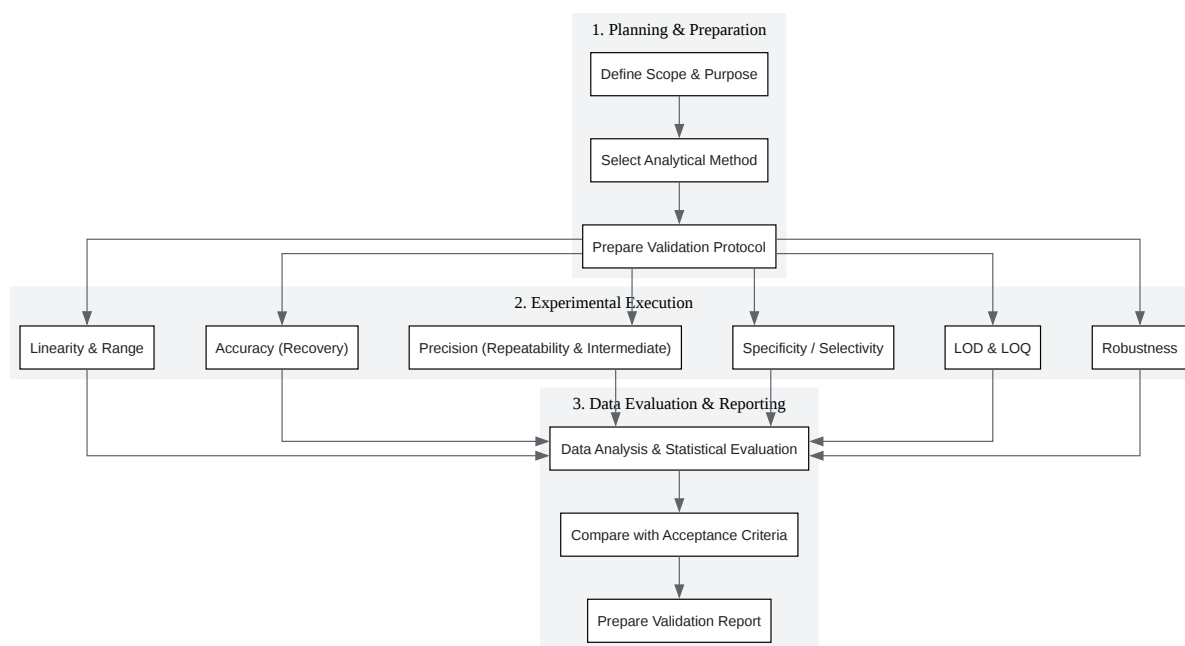 1. Planning & Preparation
Define Scope & Purpose
Select Analytical Method
Prepare Validation Protocol
2. Experimental Execution
Linearity & Range
Accuracy (Recovery)
Precision (Repeatability & Intermediate)
Specificity / Selectivity
LOD & LOQ
Robustness
3. Data Evaluation & Reporting
Data Analysis & Statistical Evaluation
Compare with Acceptance Criteria
Prepare Validation Report